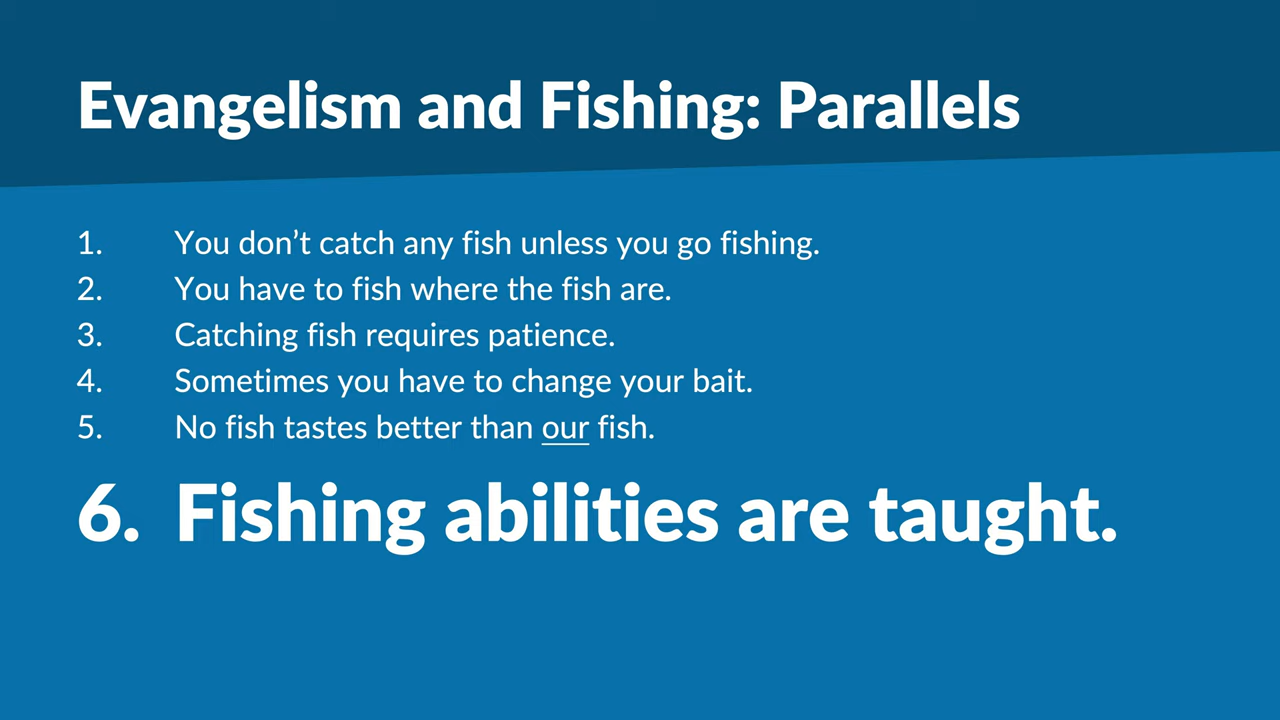 Evangelism and Fishing: Parallels
1. You don’t catch any fish unless you go fishing.
2. You have to fish where the fish are.
3. Catching fish requires patience.
4. Sometimes you have to change your bait.
5. No fish tastes better than our fish.
6. Fishing abilities are taught.